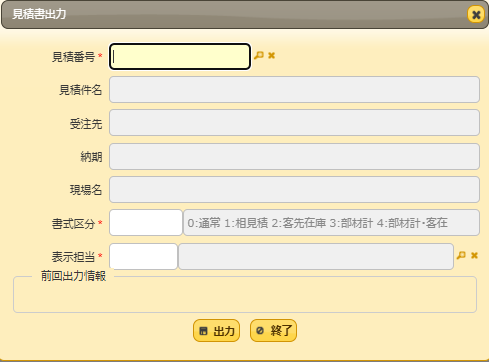 見積書出力
見積番号 *
見積件名
受注先
納期
現場名
書式区分 * 0:通常 1:相見積 2:客先在庫 3:部材計 4:部材計・客在
表示担当 *
前回出力情報
出力 終了